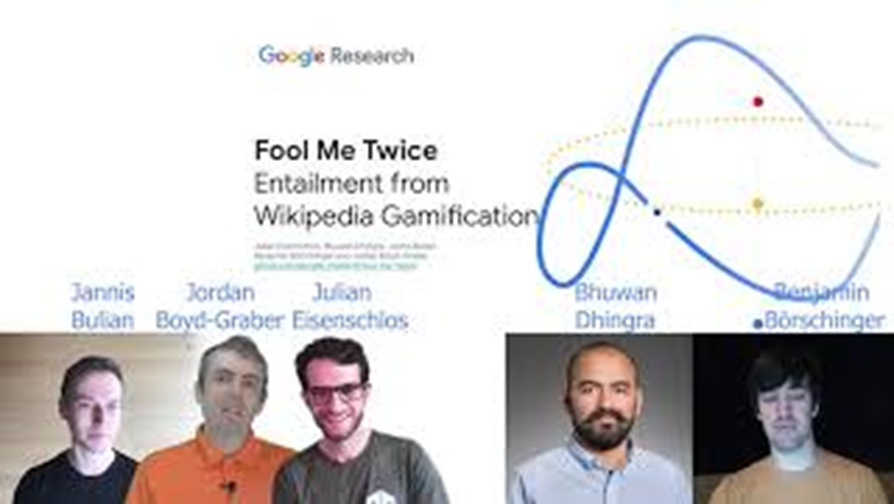 Google Research
Fool Me Twice
Entailment from
Wikipedia Gamification
Jannis
Bulian
Jordan
Boyd-Graber
Julian
Eisenschlos
Bhuwan
Dhingra
Benjamin
Börschinger